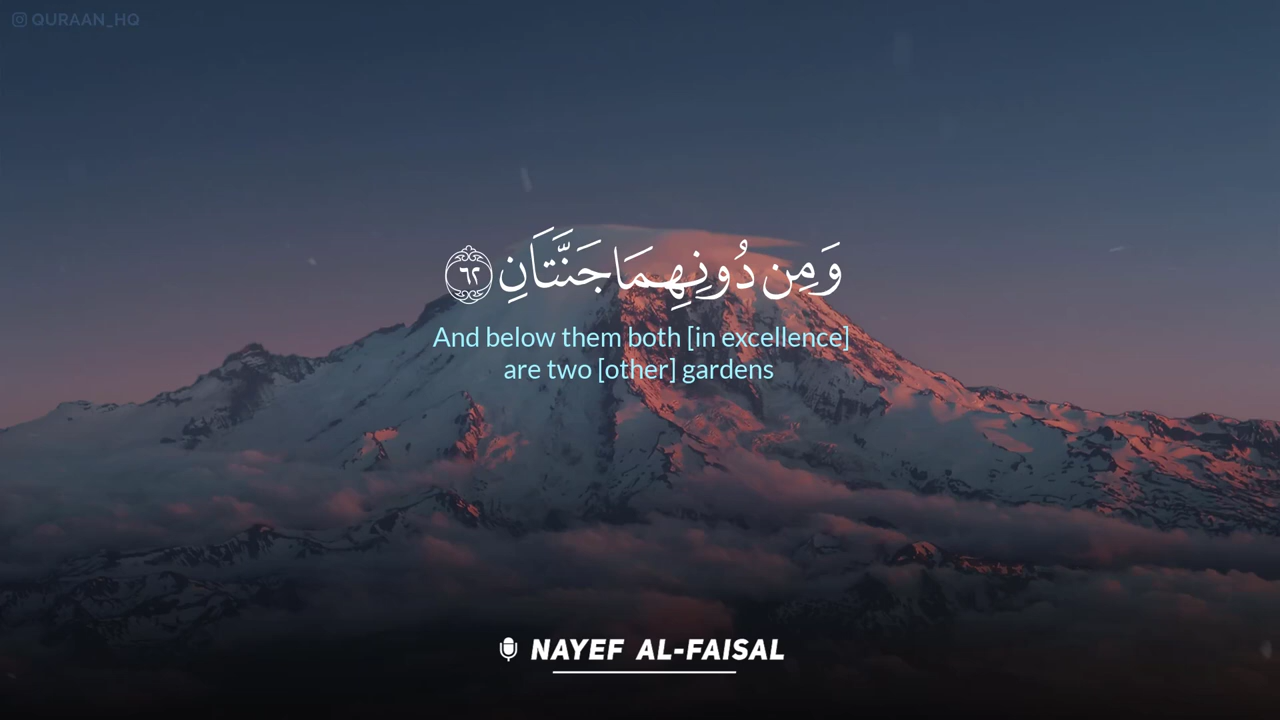 QURAAN_HQ
وَمِن دُونِهِمَا جَنَّتَانِ ٦٢
And below them both [in excellence]
are two [other] gardens
NAYEF AL-FAISAL